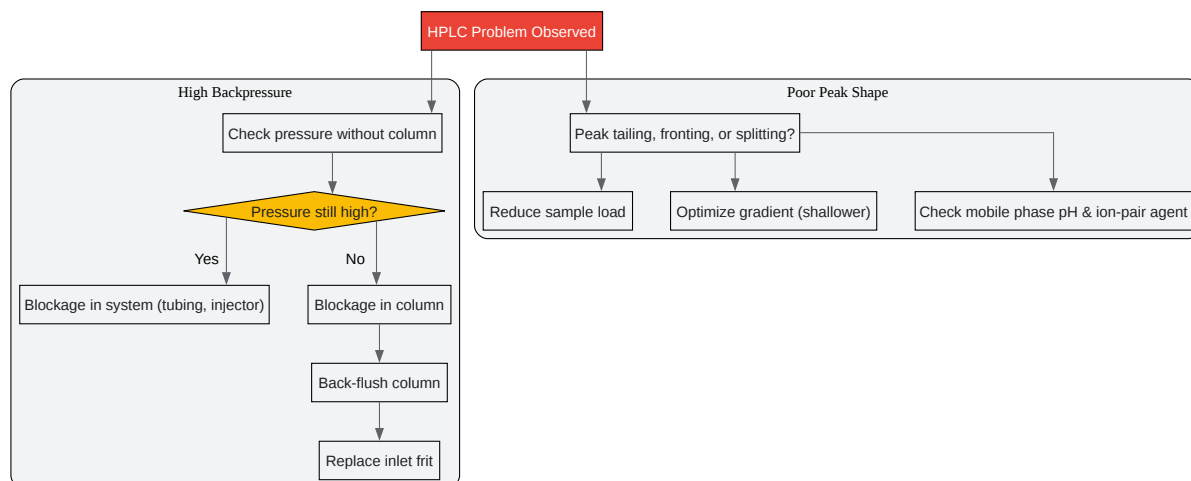 HPLC Problem Observed
High Backpressure
Check pressure without column
Pressure still high?
Yes
No
Blockage in system (tubing, injector)
Blockage in column
Back-flush column
Replace inlet frit
Poor Peak Shape
Peak tailing, fronting, or splitting?
Reduce sample load
Optimize gradient (shallower)
Check mobile phase pH & ion-pair agent